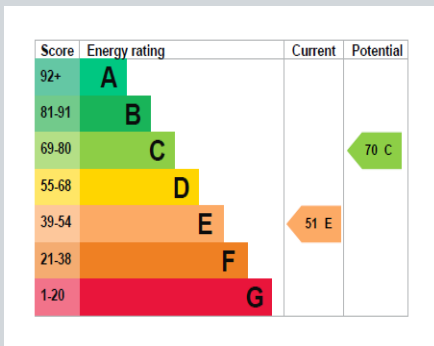 Score Energy rating Current Potential
92+ A
81-91 B
69-80 C 70 C
55-68 D
39-54 E 51 E
21-38 F
1-20 G